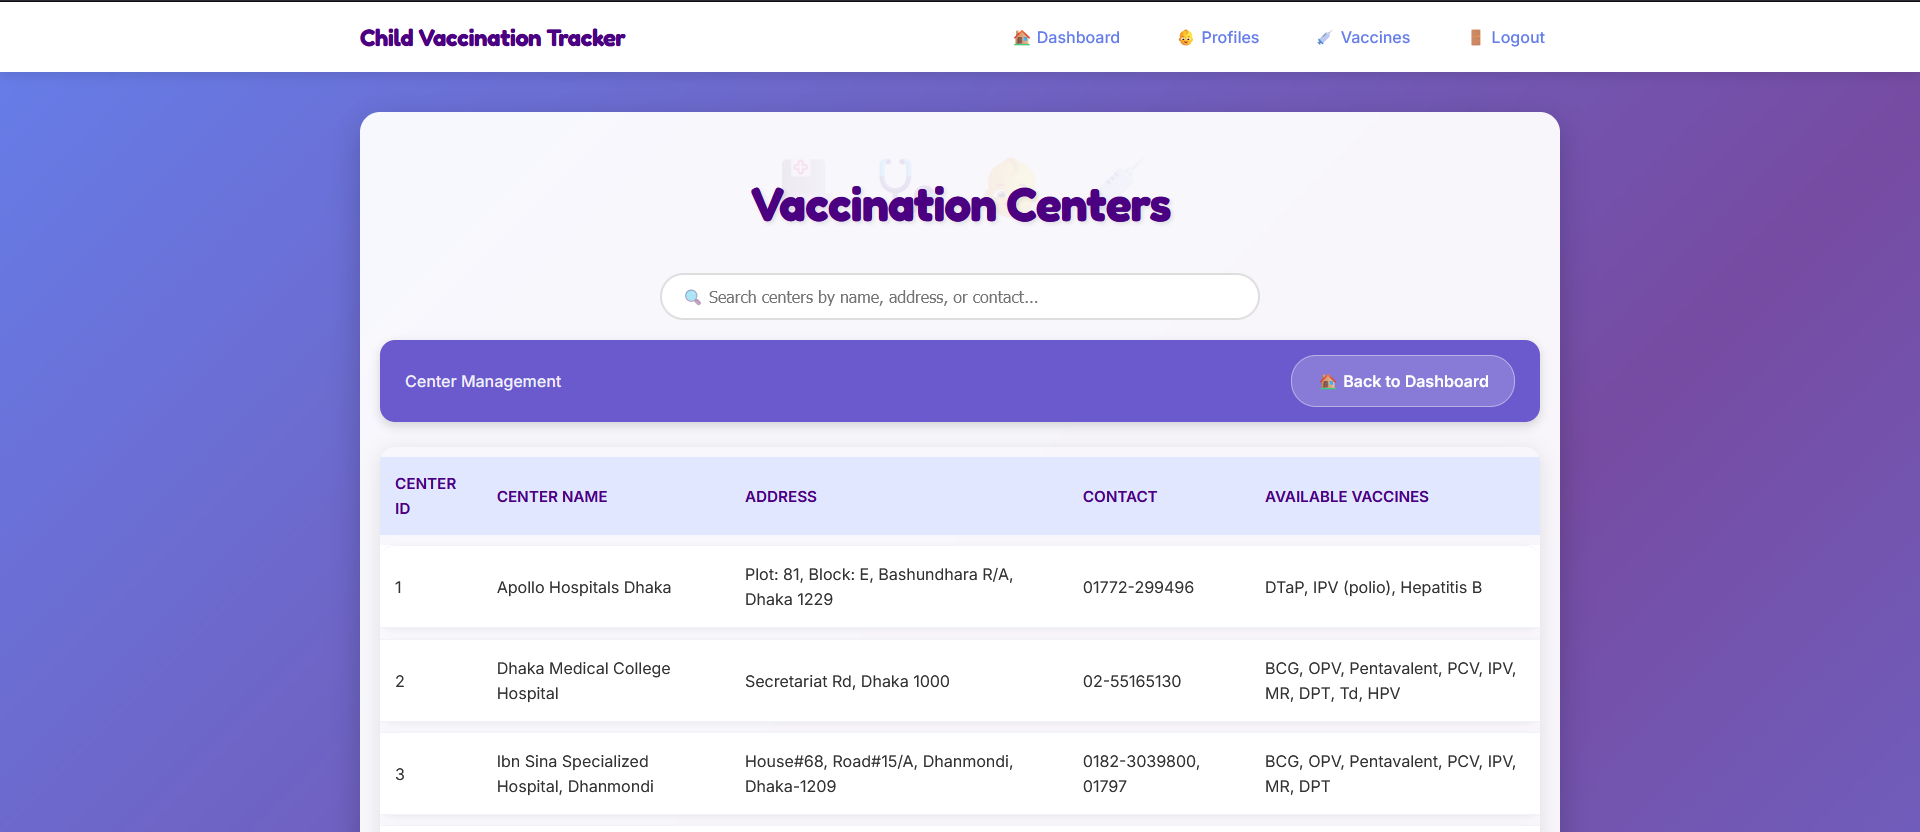 Child Vaccination Tracker
Dashboard
Profiles
Vaccines
Logout
Vaccination Centers
Search centers by name, address, or contact...
Center Management
Back to Dashboard
CENTER
ID
CENTER NAME
ADDRESS
CONTACT
AVAILABLE VACCINES
1
Apollo Hospitals Dhaka
Plot: 81, Block: E, Bashundhara R/A,
Dhaka 1229
01772-299496
DTaP, IPV (polio), Hepatitis B
2
Dhaka Medical College
Hospital
Secretariat Rd, Dhaka 1000
02-55165130
BCG, OPV, Pentavalent, PCV, IPV,
MR, DPT, Td, HPV
3
Ibn Sina Specialized
Hospital, Dhanmondi
House#68, Road#15/A, Dhanmondi,
Dhaka-1209
0182-3039800,
01797
BCG, OPV, Pentavalent, PCV, IPV,
MR, DPT